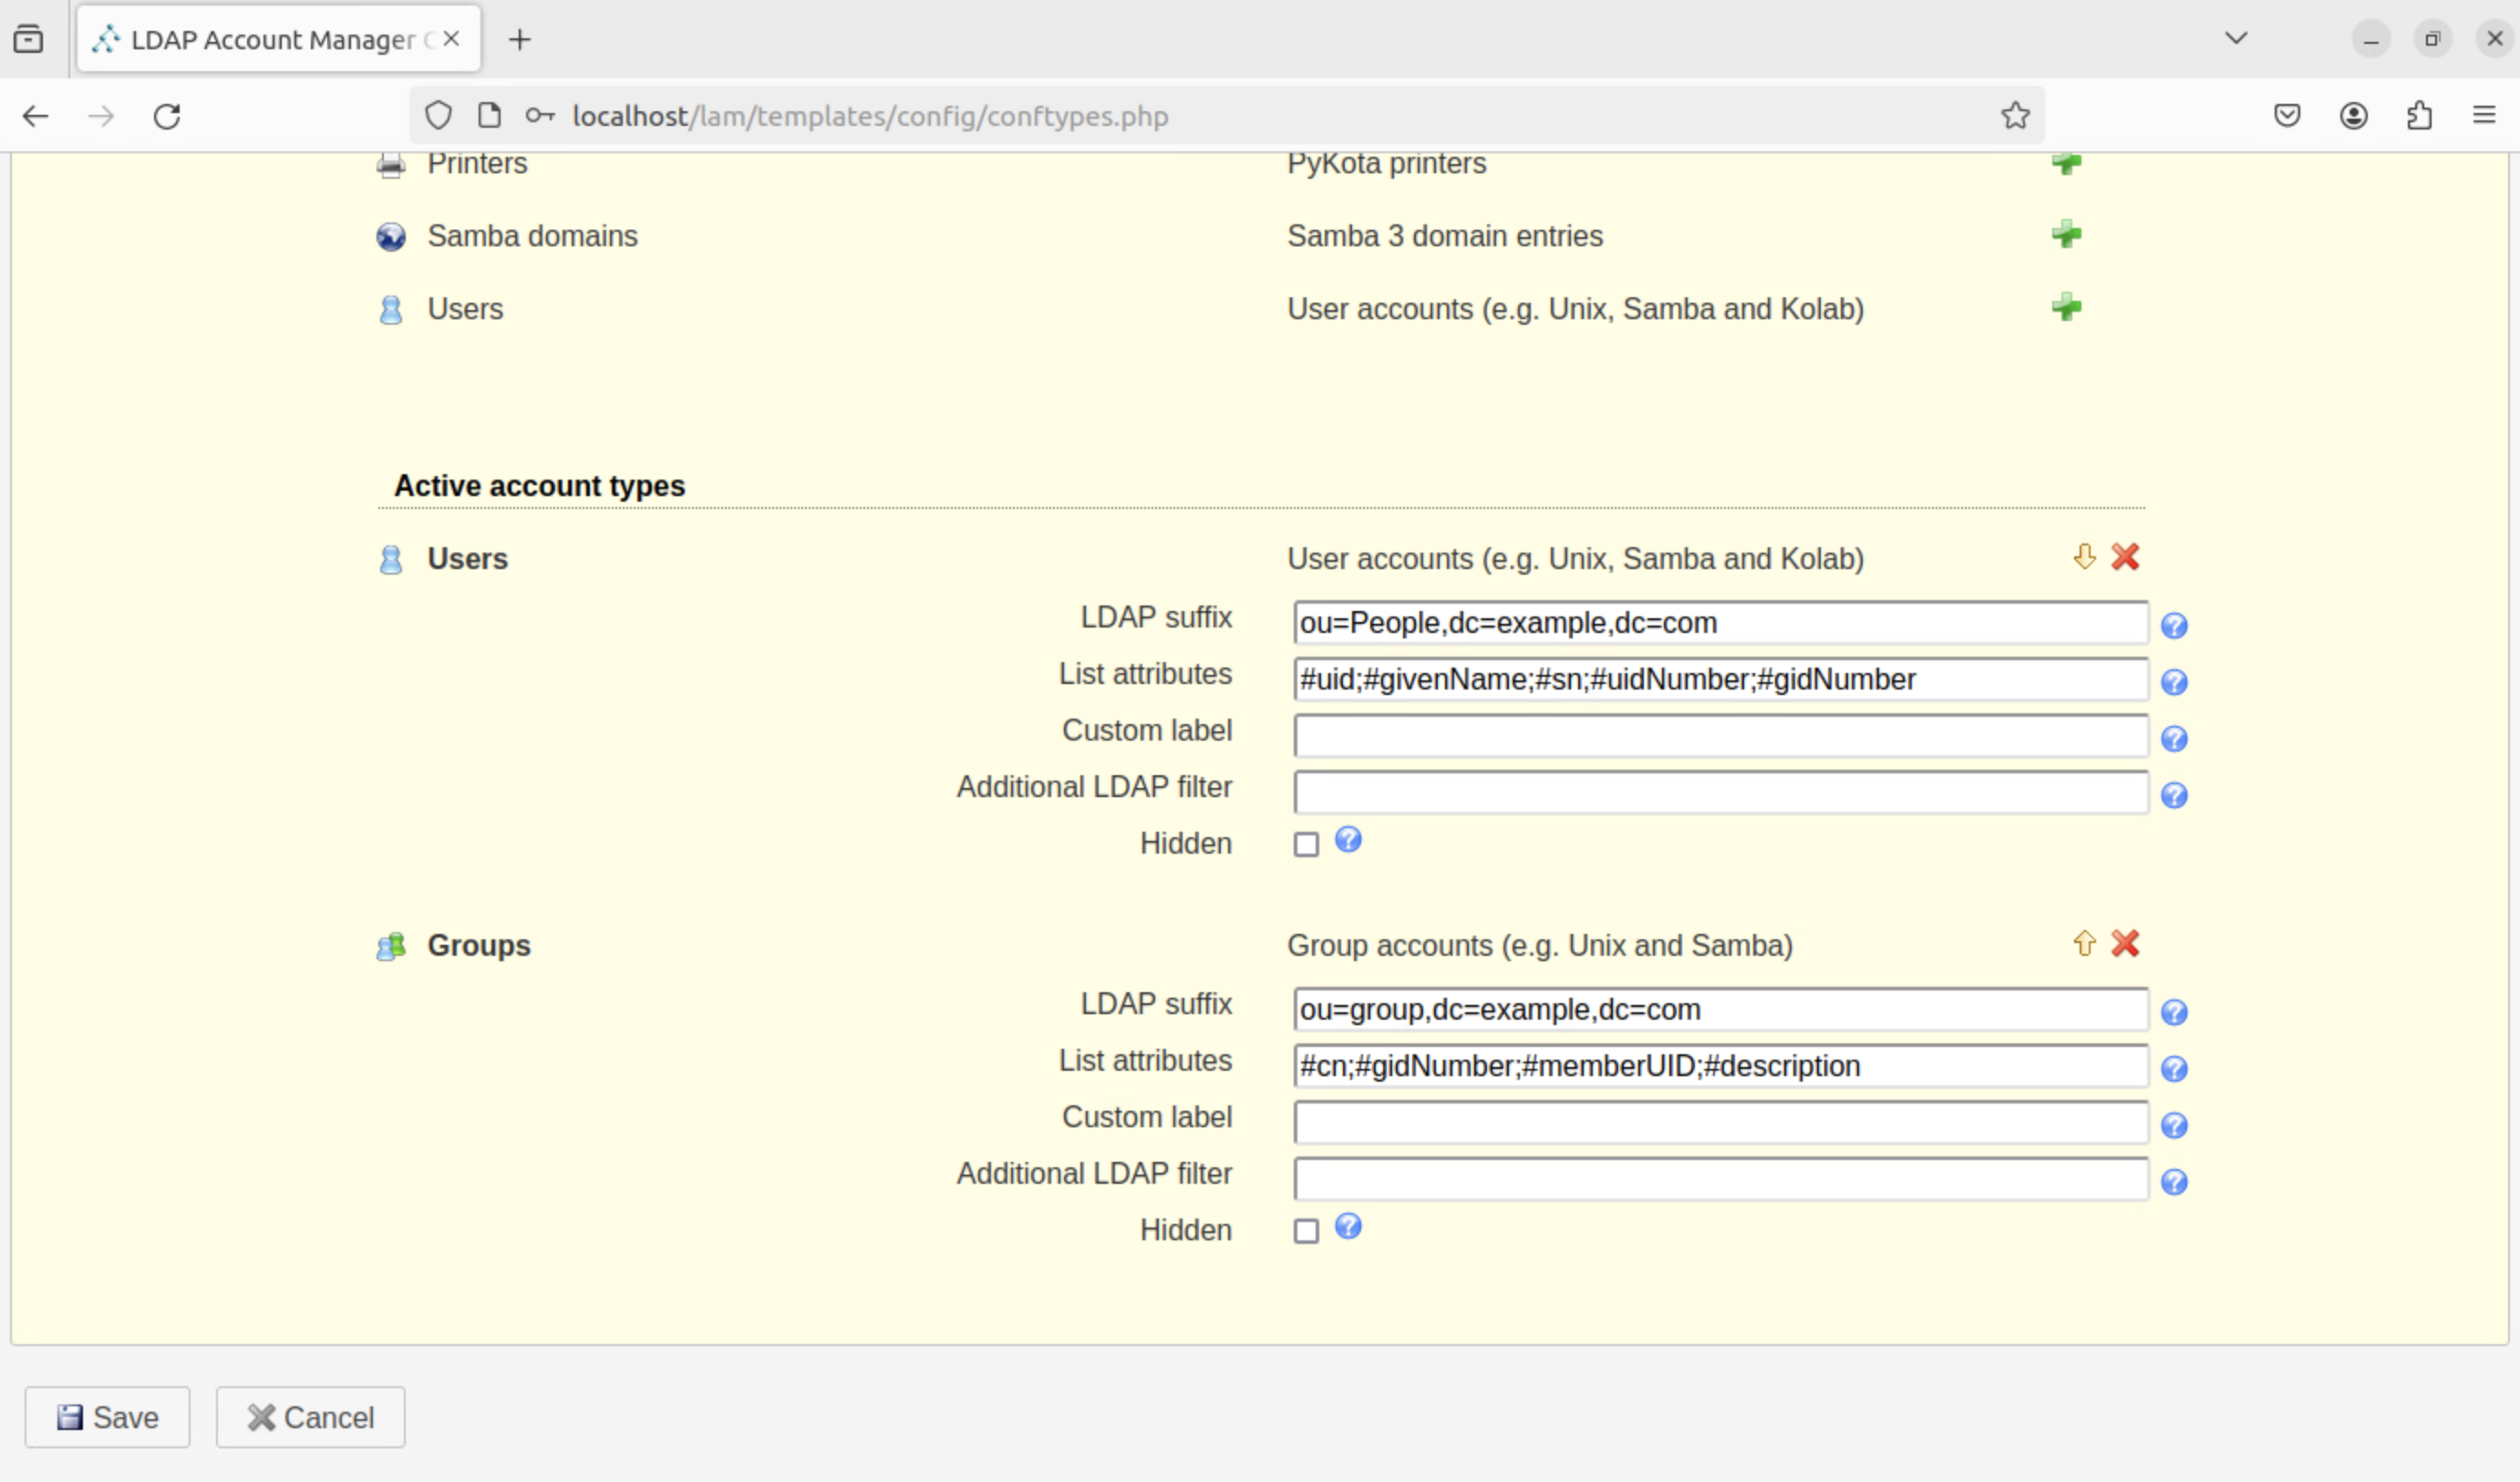 LDAP Account Manager
localhost/lam/templates/config/conftypes.php
Printers PyKota printers
Samba domains Samba 3 domain entries
Users User accounts (e.g. Unix, Samba and Kolab)
Active account types
Users User accounts (e.g. Unix, Samba and Kolab)
LDAP suffix ou=People,dc=example,dc=com
List attributes #uid;#givenName;#sn;#uidNumber;#gidNumber
Custom label
Additional LDAP filter
Hidden
Groups Group accounts (e.g. Unix and Samba)
LDAP suffix ou=group,dc=example,dc=com
List attributes #cn;#gidNumber;#memberUID;#description
Custom label
Additional LDAP filter
Hidden
Save Cancel